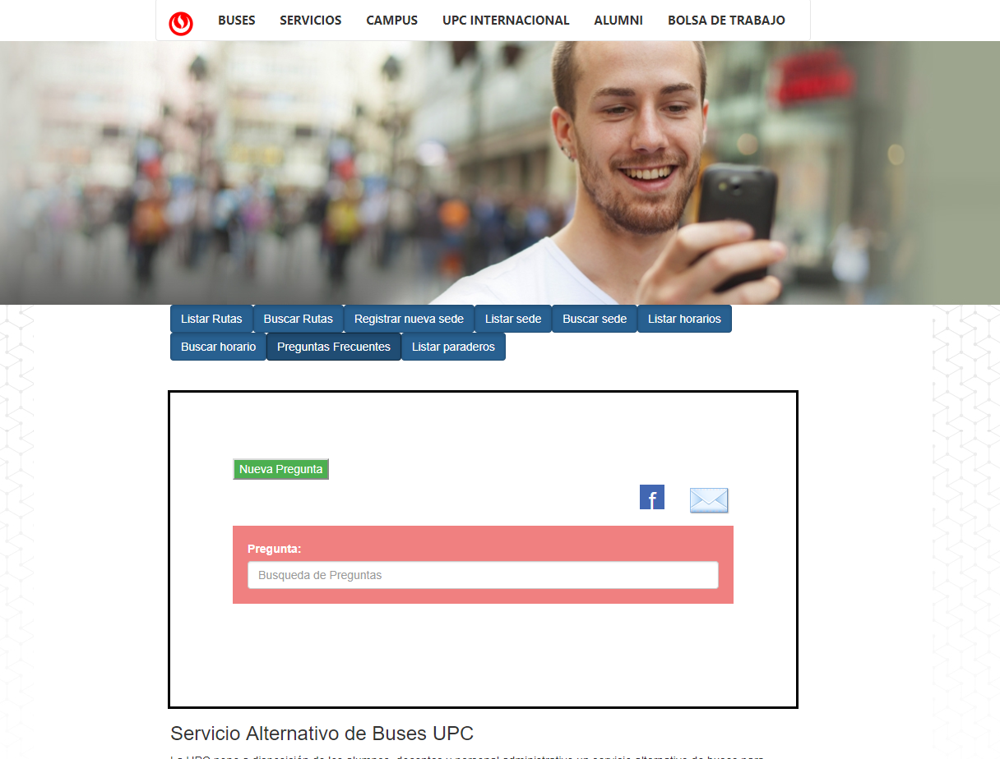 BUSES SERVICIOS CAMPUS UPC INTERNACIONAL ALUMNI BOLSA DE TRABAJO
Listar Rutas Buscar Rutas Registrar nueva sede Listar sede Buscar sede Listar horarios
Buscar horario Preguntas Frecuentes Listar paraderos
Nueva Pregunta
f
Pregunta:
Busqueda de Preguntas
Servicio Alternativo de Buses UPC
La UPC pone a disposición de los alumnos, docentes y personal administrativo un servicio alternativo de buses para